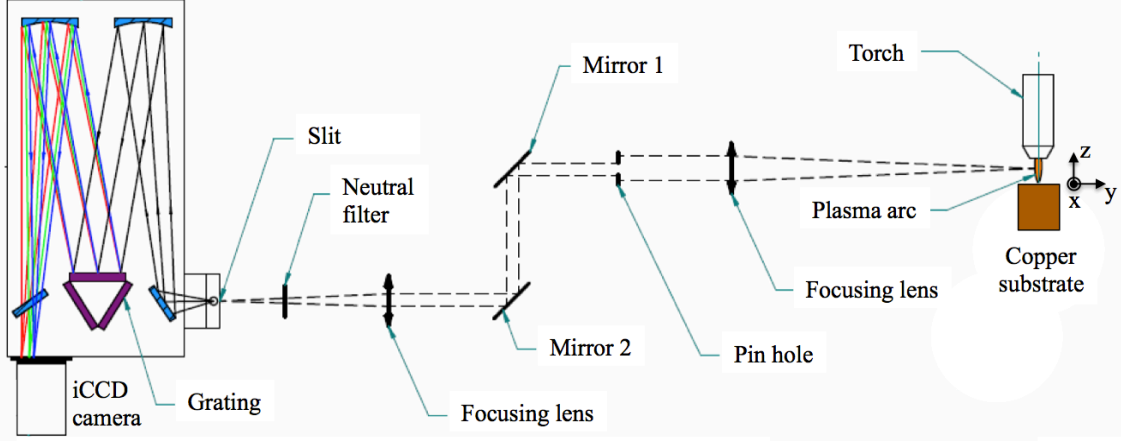 Mirror 1
Torch
Slit
Neutral
filter
z
y
x
Plasma arc
Copper
substrate
Focusing lens
Mirror 2
Pin hole
iCCD
camera
Grating
Focusing lens